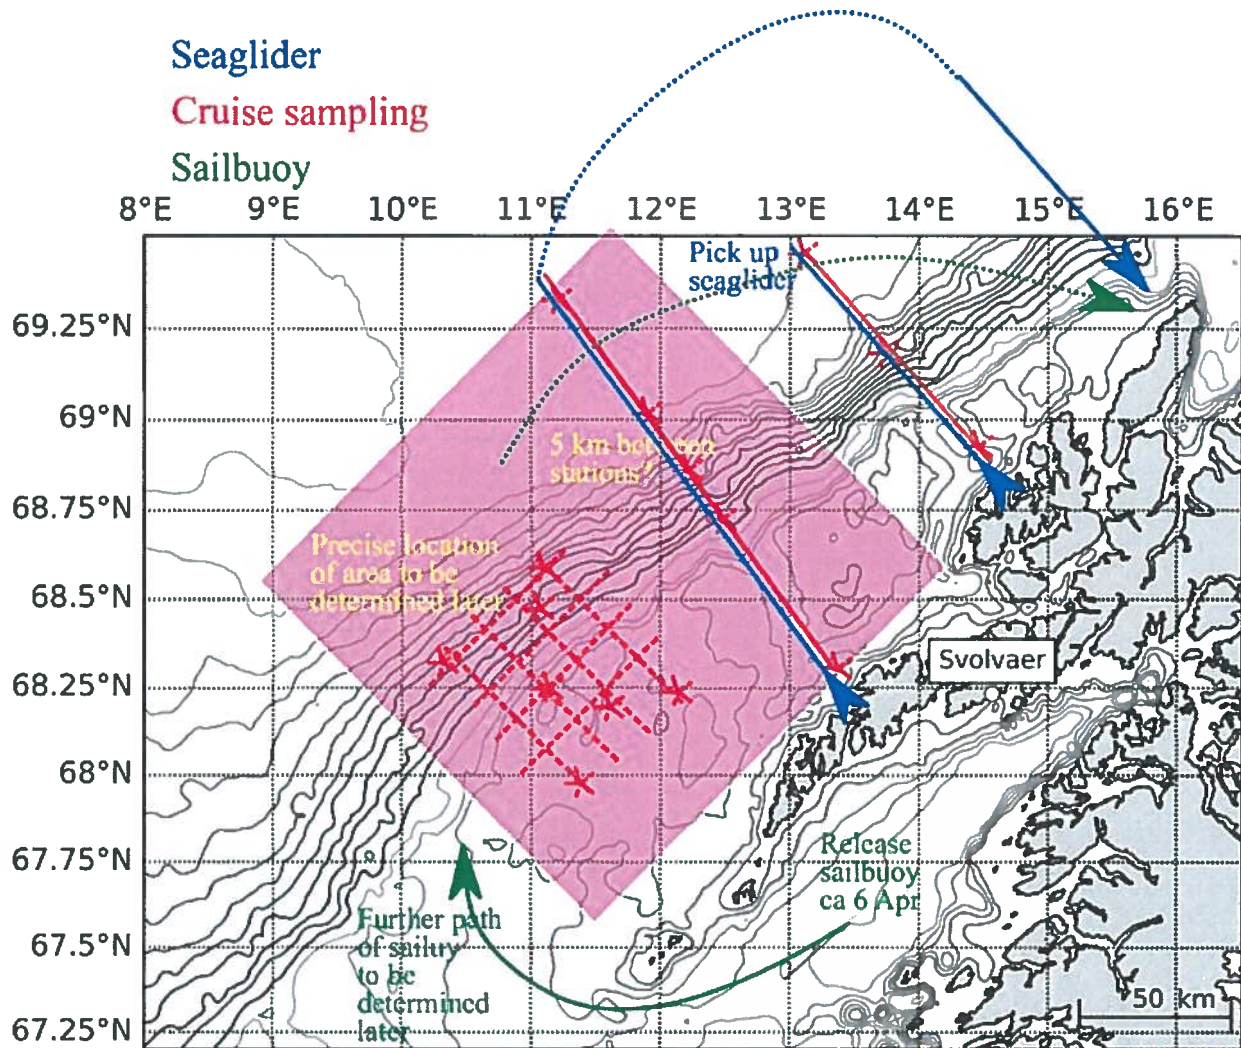 Seaglider
Cruise sampling
Sailbuoy
8°E 9°E 10°E 11°E 12°E 13°E 14°E 15°E 16°E
Pick up
seaglider
69.25°N
69°N
5 km between
stations?
68.75°N
Precise location
of area to be
determined later
68.5°N
Svolvaer
68.25°N
68°N
Release
sailbuoy
ca 6 Apr
67.75°N
Further path
of sailuy
to be
determined
later
67.5°N
50 km
67.25°N